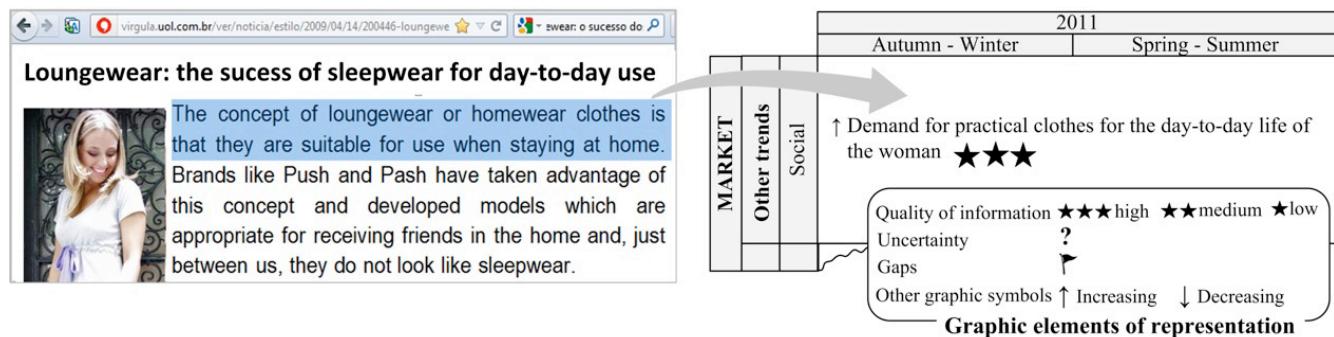 virgula.uol.com.br/ver/noticia/estilo/2009/04/14/200446-loungewe
ewear: o sucesso do
Loungewear: the sucess of sleepwear for day-to-day use
The concept of loungewear or homewear clothes is
that they are suitable for use when staying at home.
Brands like Push and Pash have taken advantage of
this concept and developed models which are
appropriate for receiving friends in the home and, just
between us, they do not look like sleepwear.
2011
Autumn - Winter
Spring - Summer
MARKET
Other trends
Social
↑ Demand for practical clothes for the day-to-day life of
the woman ★★★
Quality of information ★★★high ★★medium ★low
Uncertainty ?
Gaps
Other graphic symbols ↑ Increasing ↓ Decreasing
Graphic elements of representation